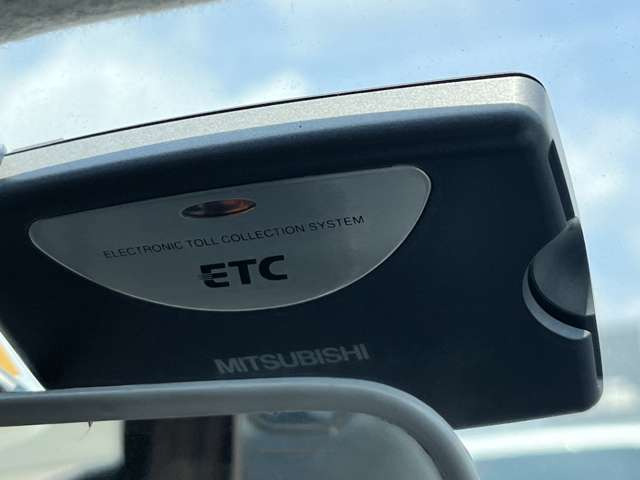 ELECTRONIC TOLL COLLECTION SYSTEM
ETC
MITSUBISHI